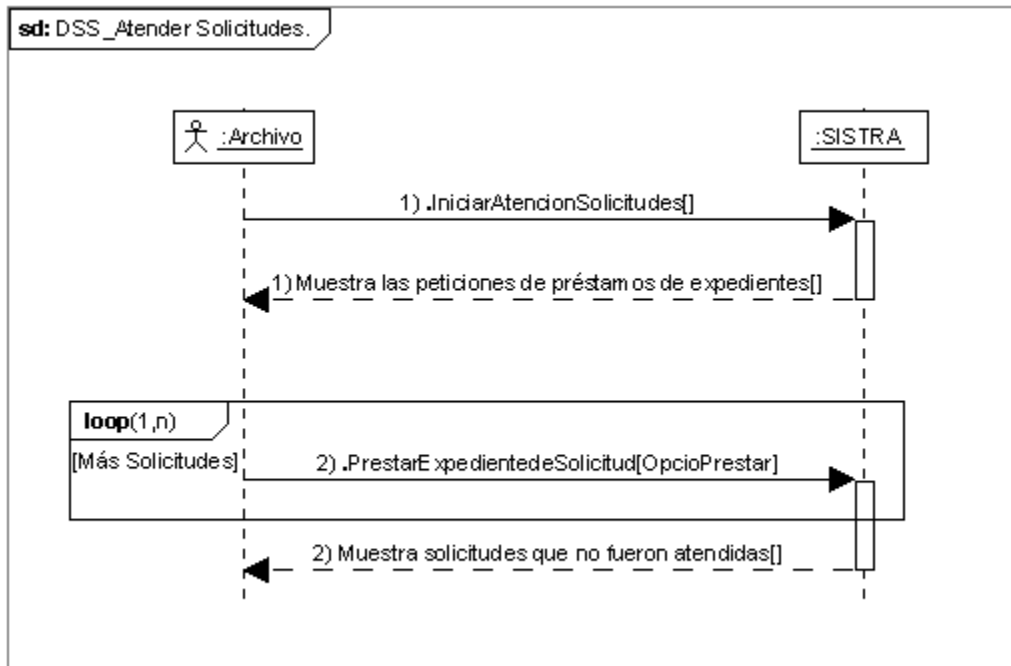 sd: DSS_Atender Solicitudes.
:Archivo
:SISTRA
1) .IniciarAtencionSolicitudes[]
1) Muestra las peticiones de préstamos de expedientes[]
loop(1,n)
[Más Solicitudes]
2) .PrestarExpedientedeSolicitud[OpcioPrestar]
2) Muestra solicitudes que no fueron atendidas[]